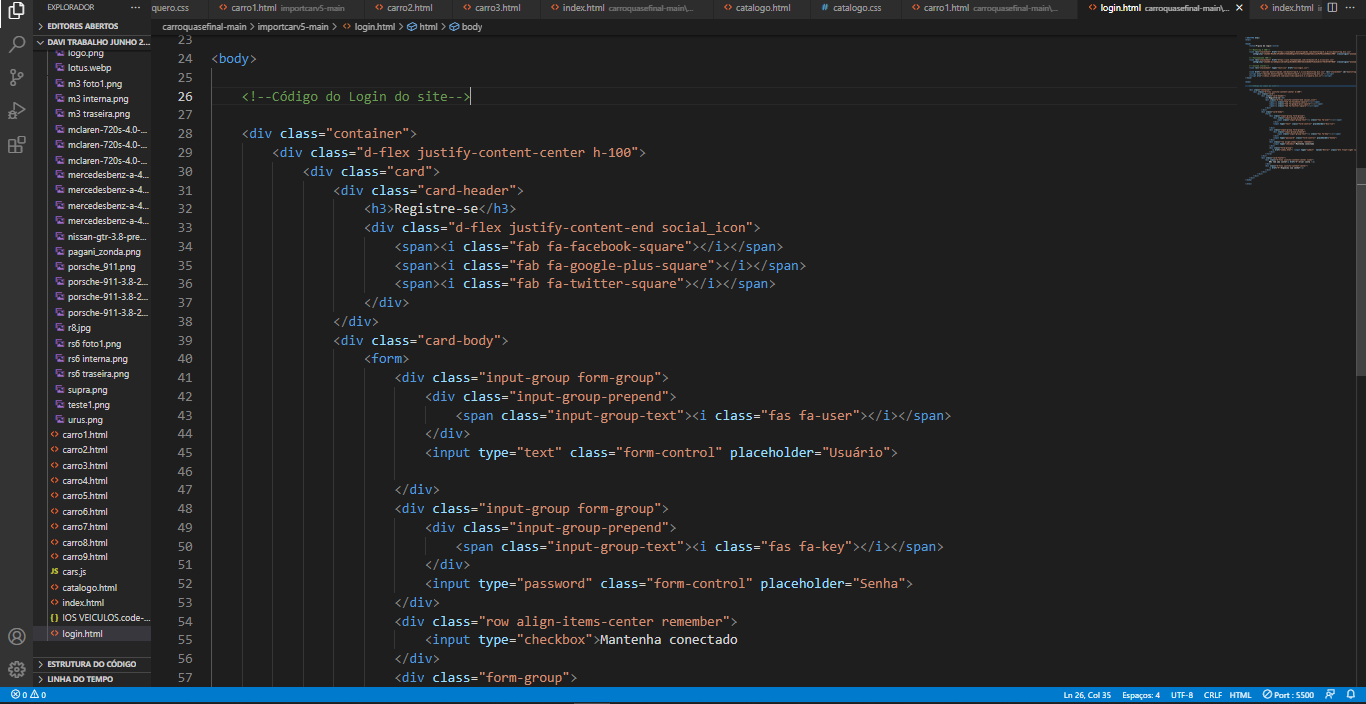 EXPLORADOR ···
quero.css carro1.html importcarv5-main carro2.html carro3.html index.html carroquasefinal-main\... catalogo.html # catalogo.css carro1.html carroquasefinal-main\... login.html carroquasefinal-main\... × index.html
EDITORES ABERTOS
carroquasefinal-main > importcarv5-main > login.html > html > body
DAVI TRABALHO JUNHO 2...
logo.png
lotus.webp
m3 foto1.png
m3 interna.png
m3 traseira.png
mclaren-720s-4.0-...
mclaren-720s-4.0-...
mclaren-720s-4.0-...
mercedesbenz-a-4...
mercedesbenz-a-4...
mercedesbenz-a-4...
mercedesbenz-a-4...
nissan-gtr-3.8-pre...
pagani_zonda.png
porsche_911.png
porsche-911-3.8-2...
porsche-911-3.8-2...
porsche-911-3.8-2...
r8.jpg
rs6 foto1.png
rs6 interna.png
rs6 traseira.png
supra.png
teste1.png
urus.png
carro1.html
carro2.html
carro3.html
carro4.html
carro5.html
carro6.html
carro7.html
carro8.html
carro9.html
JS cars.js
catalogo.html
index.html
{} IOS VEICULOS.code-...
login.html
ESTRUTURA DO CÓDIGO
LINHA DO TEMPO
23
24 <body>
25
26 <!--Código do Login do site-->
27
28 <div class="container">
29 <div class="d-flex justify-content-center h-100">
30 <div class="card">
31 <div class="card-header">
32 <h3>Registre-se</h3>
33 <div class="d-flex justify-content-end social_icon">
34 <span><i class="fab fa-facebook-square"></i></span>
35 <span><i class="fab fa-google-plus-square"></i></span>
36 <span><i class="fab fa-twitter-square"></i></span>
37 </div>
38 </div>
39 <div class="card-body">
40 <form>
41 <div class="input-group form-group">
42 <div class="input-group-prepend">
43 <span class="input-group-text"><i class="fas fa-user"></i></span>
44 </div>
45 <input type="text" class="form-control" placeholder="Usuário">
46
47 </div>
48 <div class="input-group form-group">
49 <div class="input-group-prepend">
50 <span class="input-group-text"><i class="fas fa-key"></i></span>
51 </div>
52 <input type="password" class="form-control" placeholder="Senha">
53 </div>
54 <div class="row align-items-center remember">
55 <input type="checkbox">Mantenha conectado
56 </div>
57 <div class="form-group">
0 0 Ln 26, Col 35 Espaços: 4 UTF-8 CRLF HTML Port : 5500